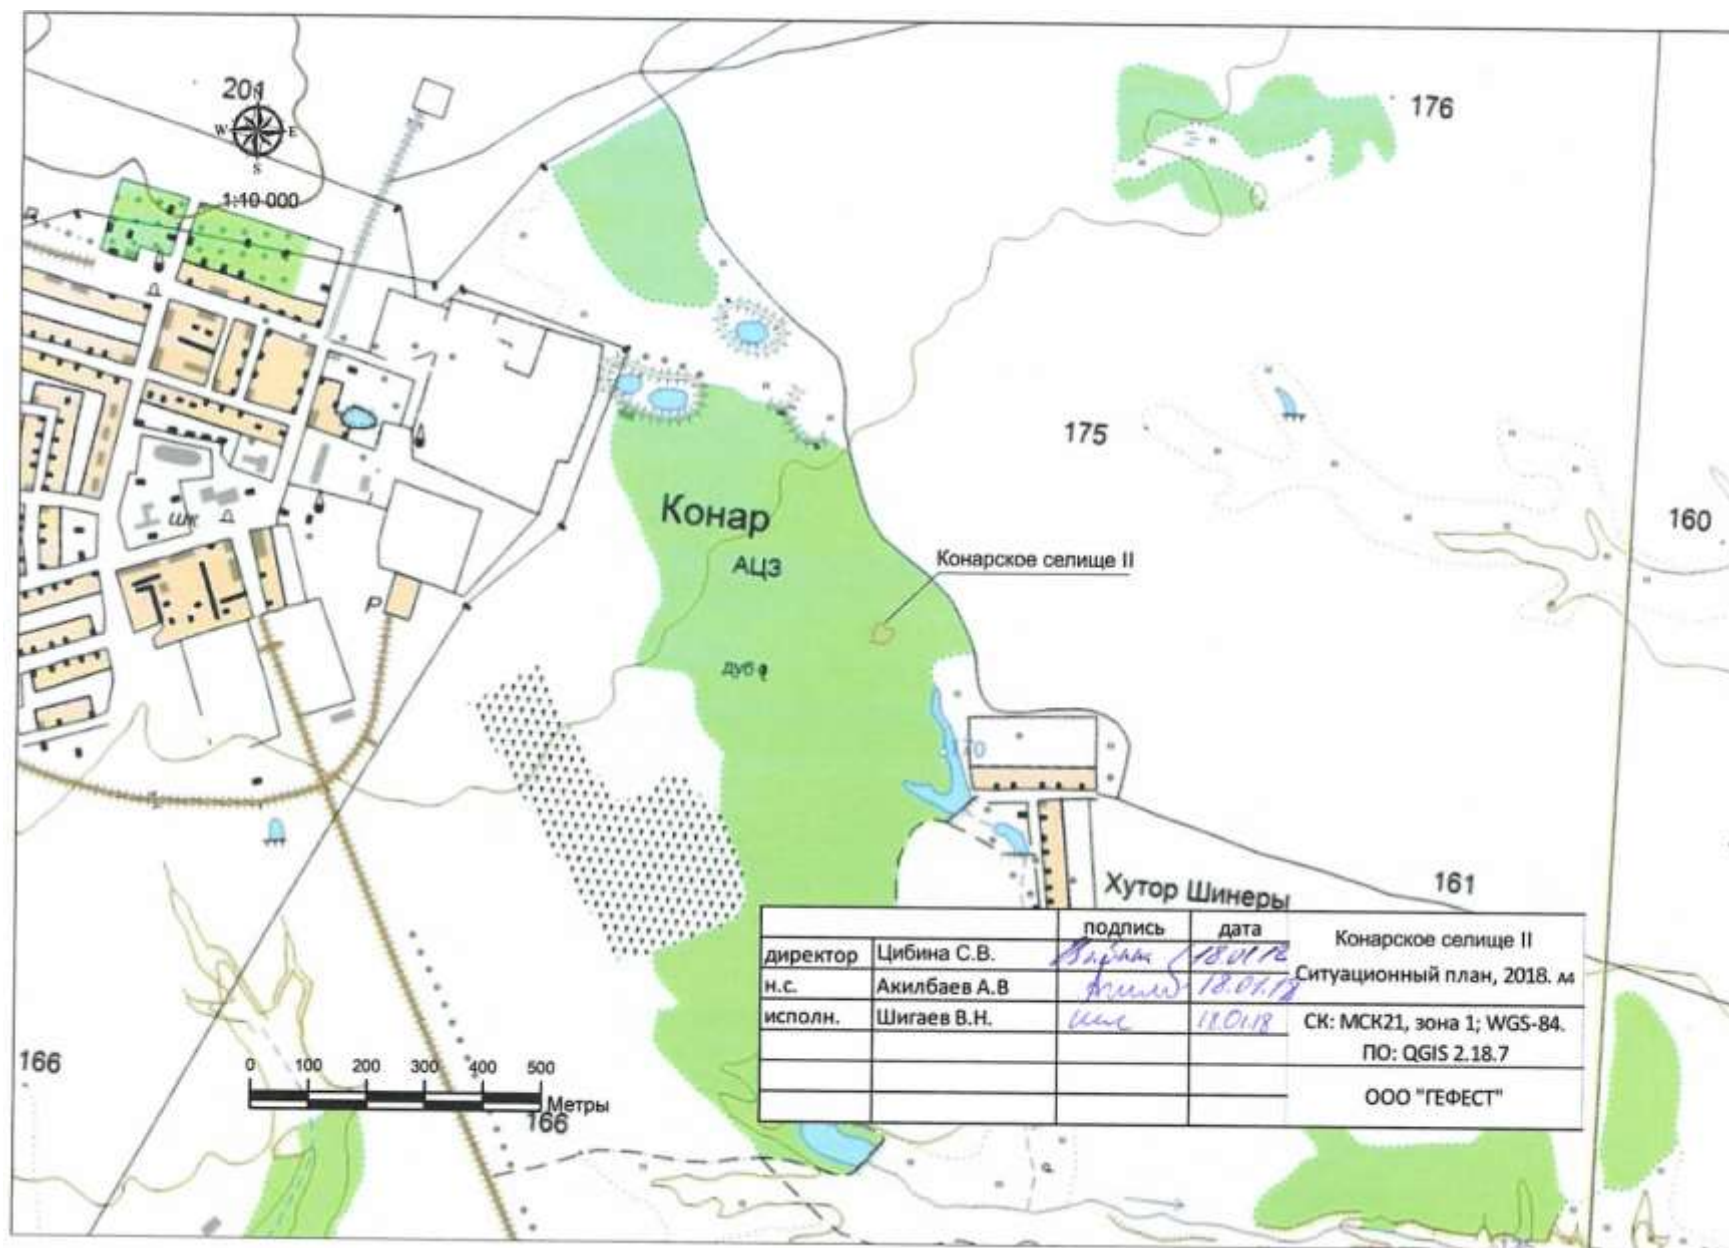 176
201
N
W E
S
1:10 000
175
160
Конар
Конарское селище II
АЦЗ
шк
Р
дуб
170
161
Хутор Шинеры
подпись дата
Конарское селище II
директор Цибина С.В. 18.01.18
Ситуационный план, 2018.
н.с. Акилбаев А.В 18.01.18
исполн. Шигаев В.Н. 18.01.18
СК: МСК21, зона 1; WGS-84.
ПО: QGIS 2.18.7
ООО "ГЕФЕСТ"
166
0 100 200 300 400 500
Метры
166